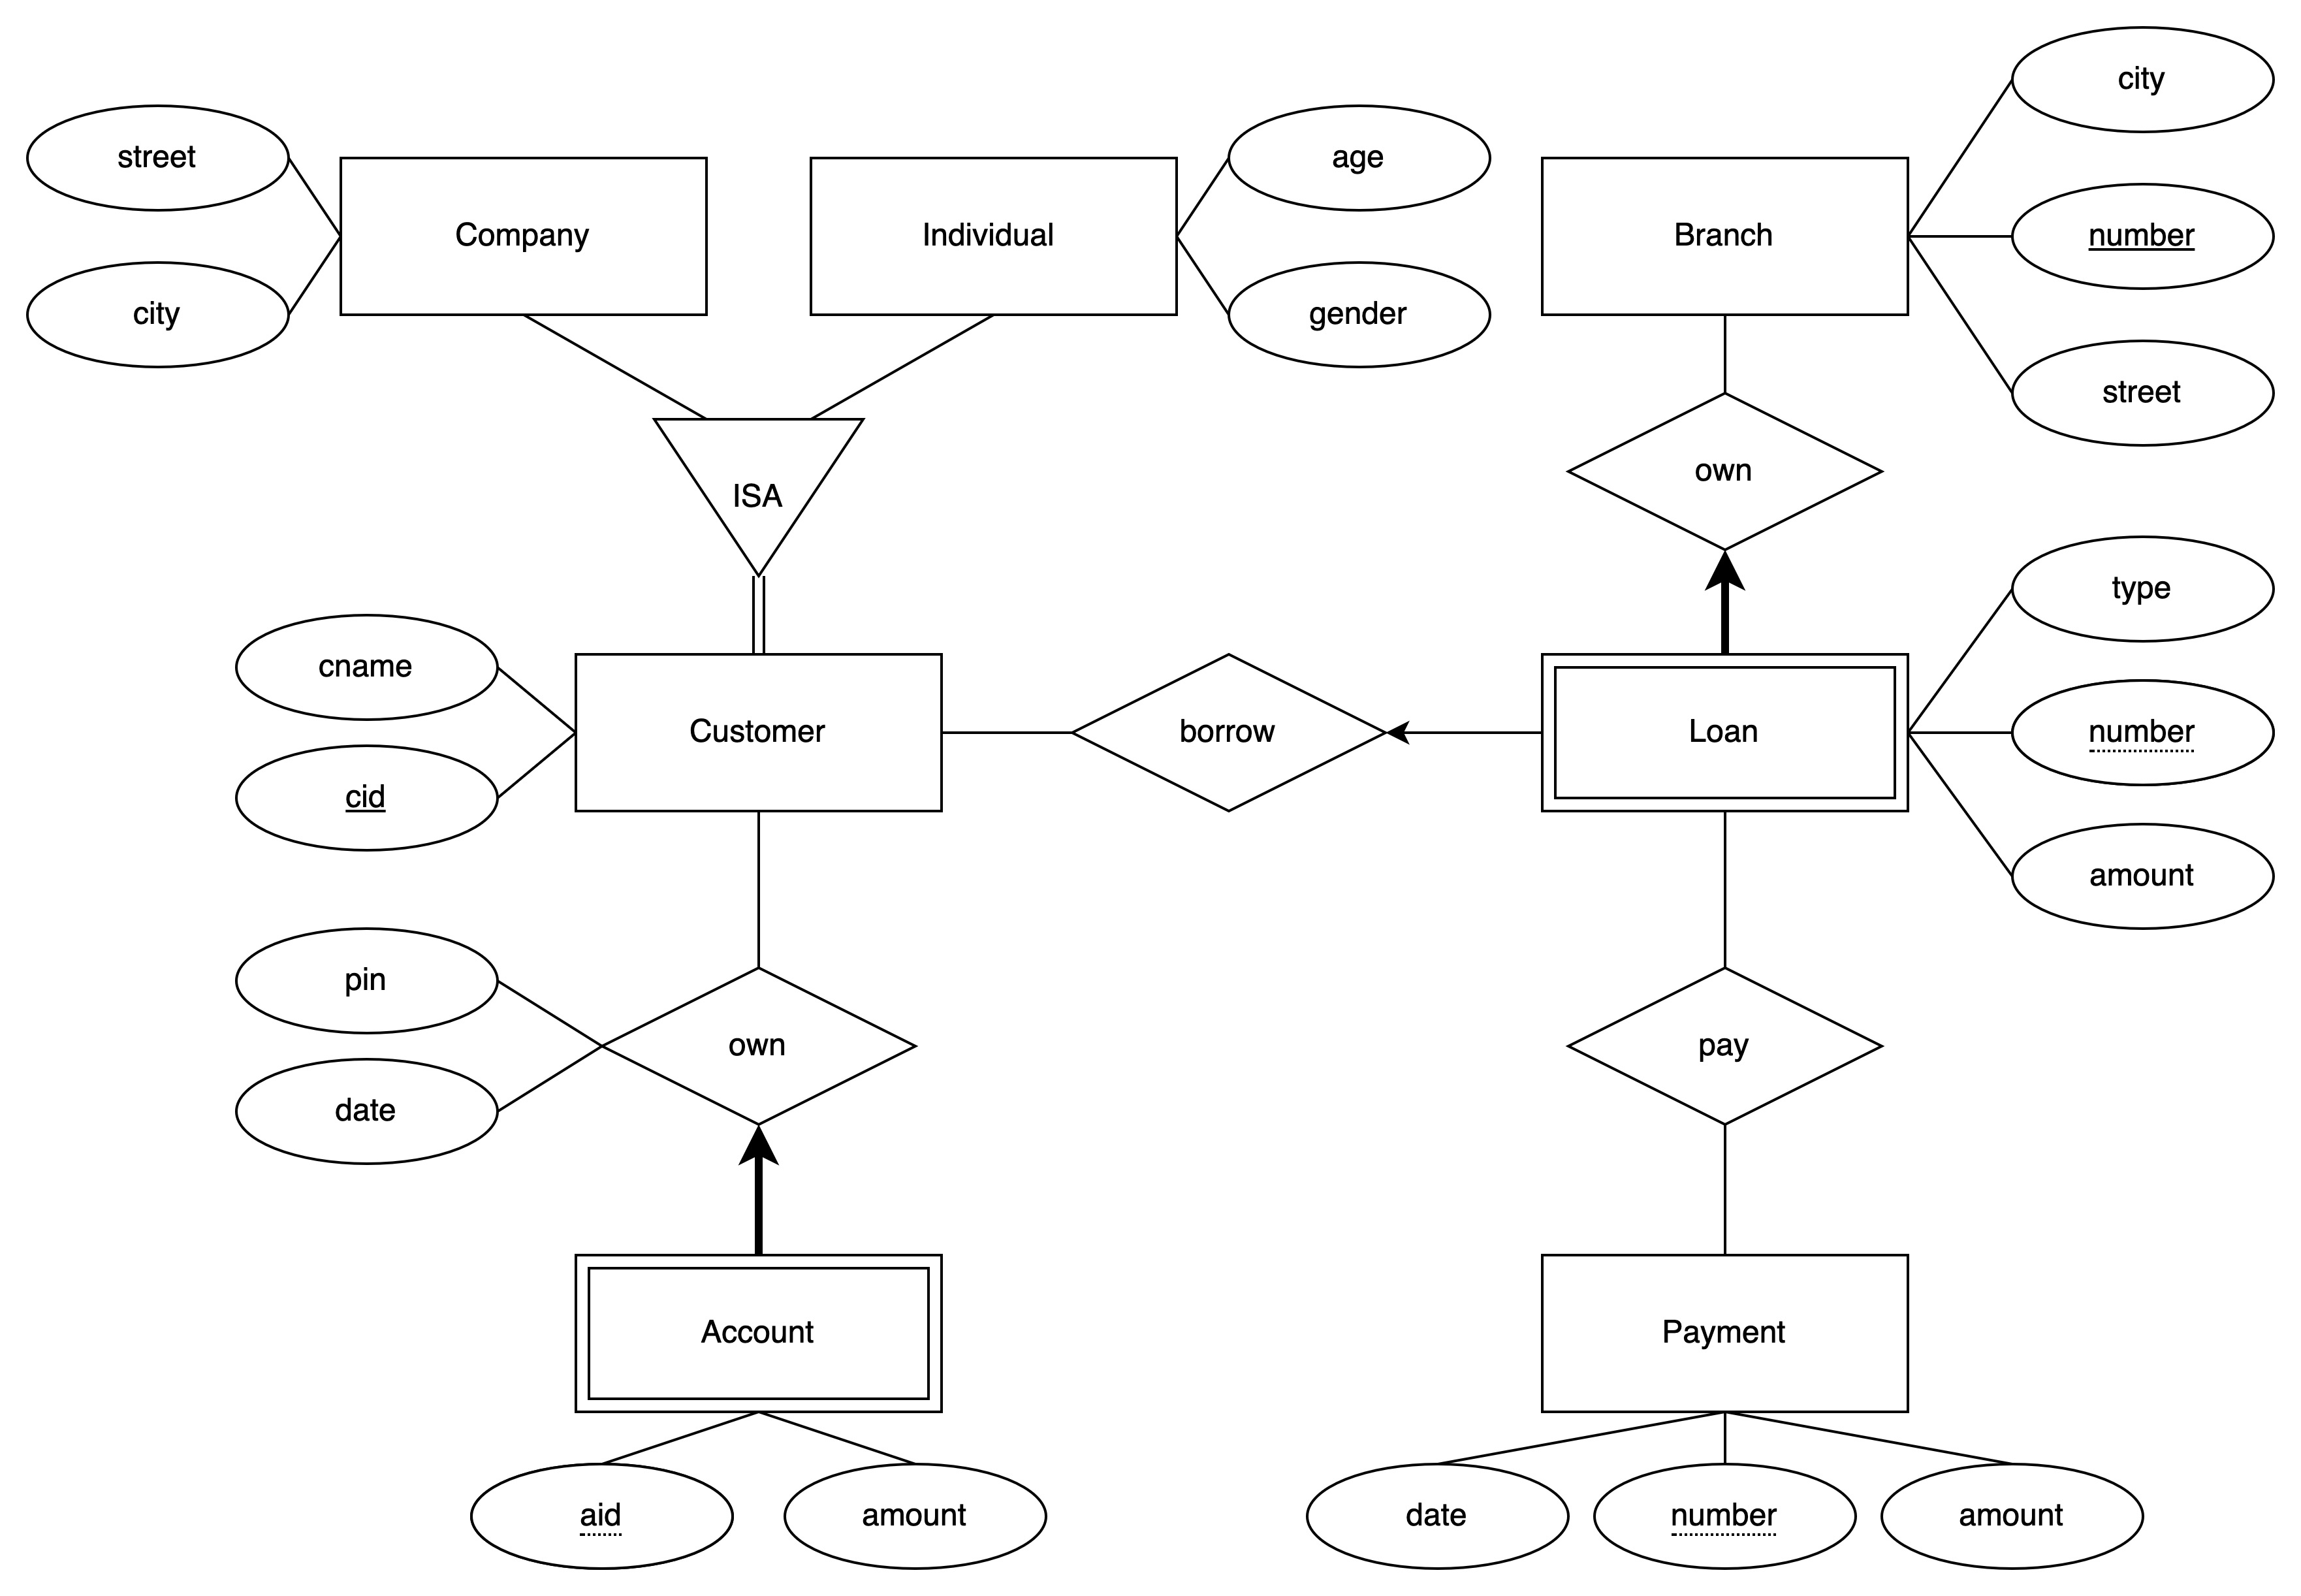 city
street
age
Company
Individual
Branch
number
city
gender
street
own
ISA
type
cname
Customer
borrow
Loan
number
cid
amount
pin
own
pay
date
Account
Payment
aid
amount
date
number
amount